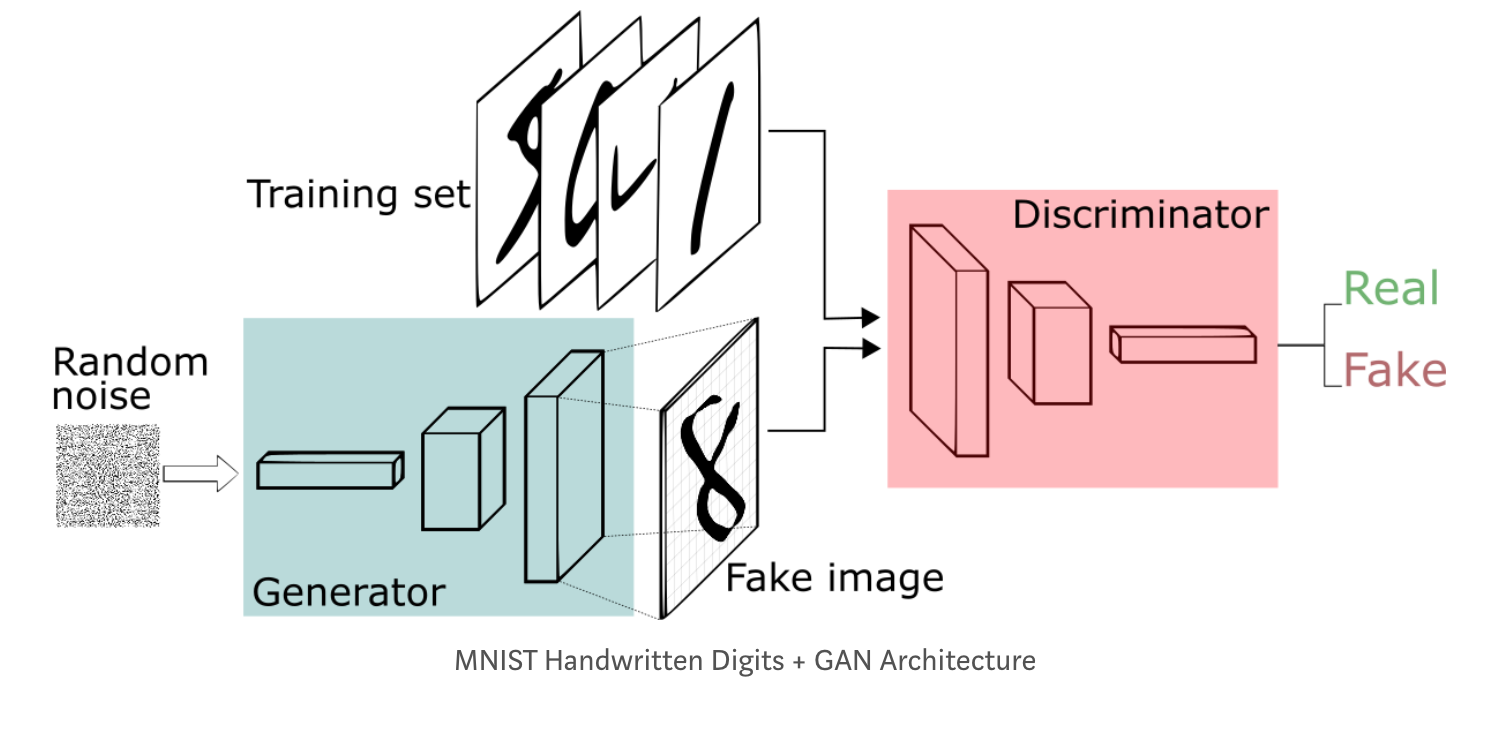 Training set
Discriminator
Real
Fake
Random
noise
Generator
Fake image
MNIST Handwritten Digits + GAN Architecture